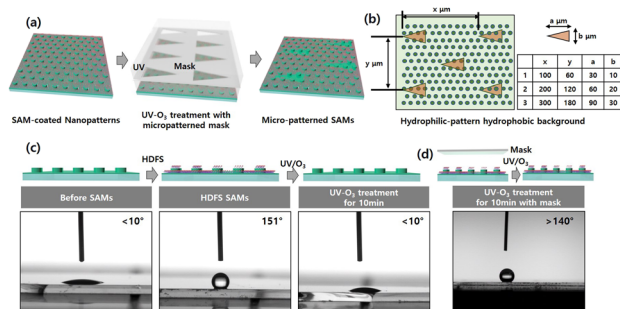 (a)
UV
Mask
SAM-coated Nanopatterns
UV-O₃ treatment with
micropatterned mask
Micro-patterned SAMs
(b)
x μm
y μm
a μm
b μm
x y a b
1 100 60 30 10
2 200 120 60 20
3 300 180 90 30
Hydrophilic-pattern hydrophobic background
(c)
HDFS
UV/O₃
Before SAMs
HDFS SAMs
UV-O₃ treatment
for 10min
<10°
151°
<10°
(d)
Mask
UV/O₃
UV-O₃ treatment
for 10min with mask
>140°